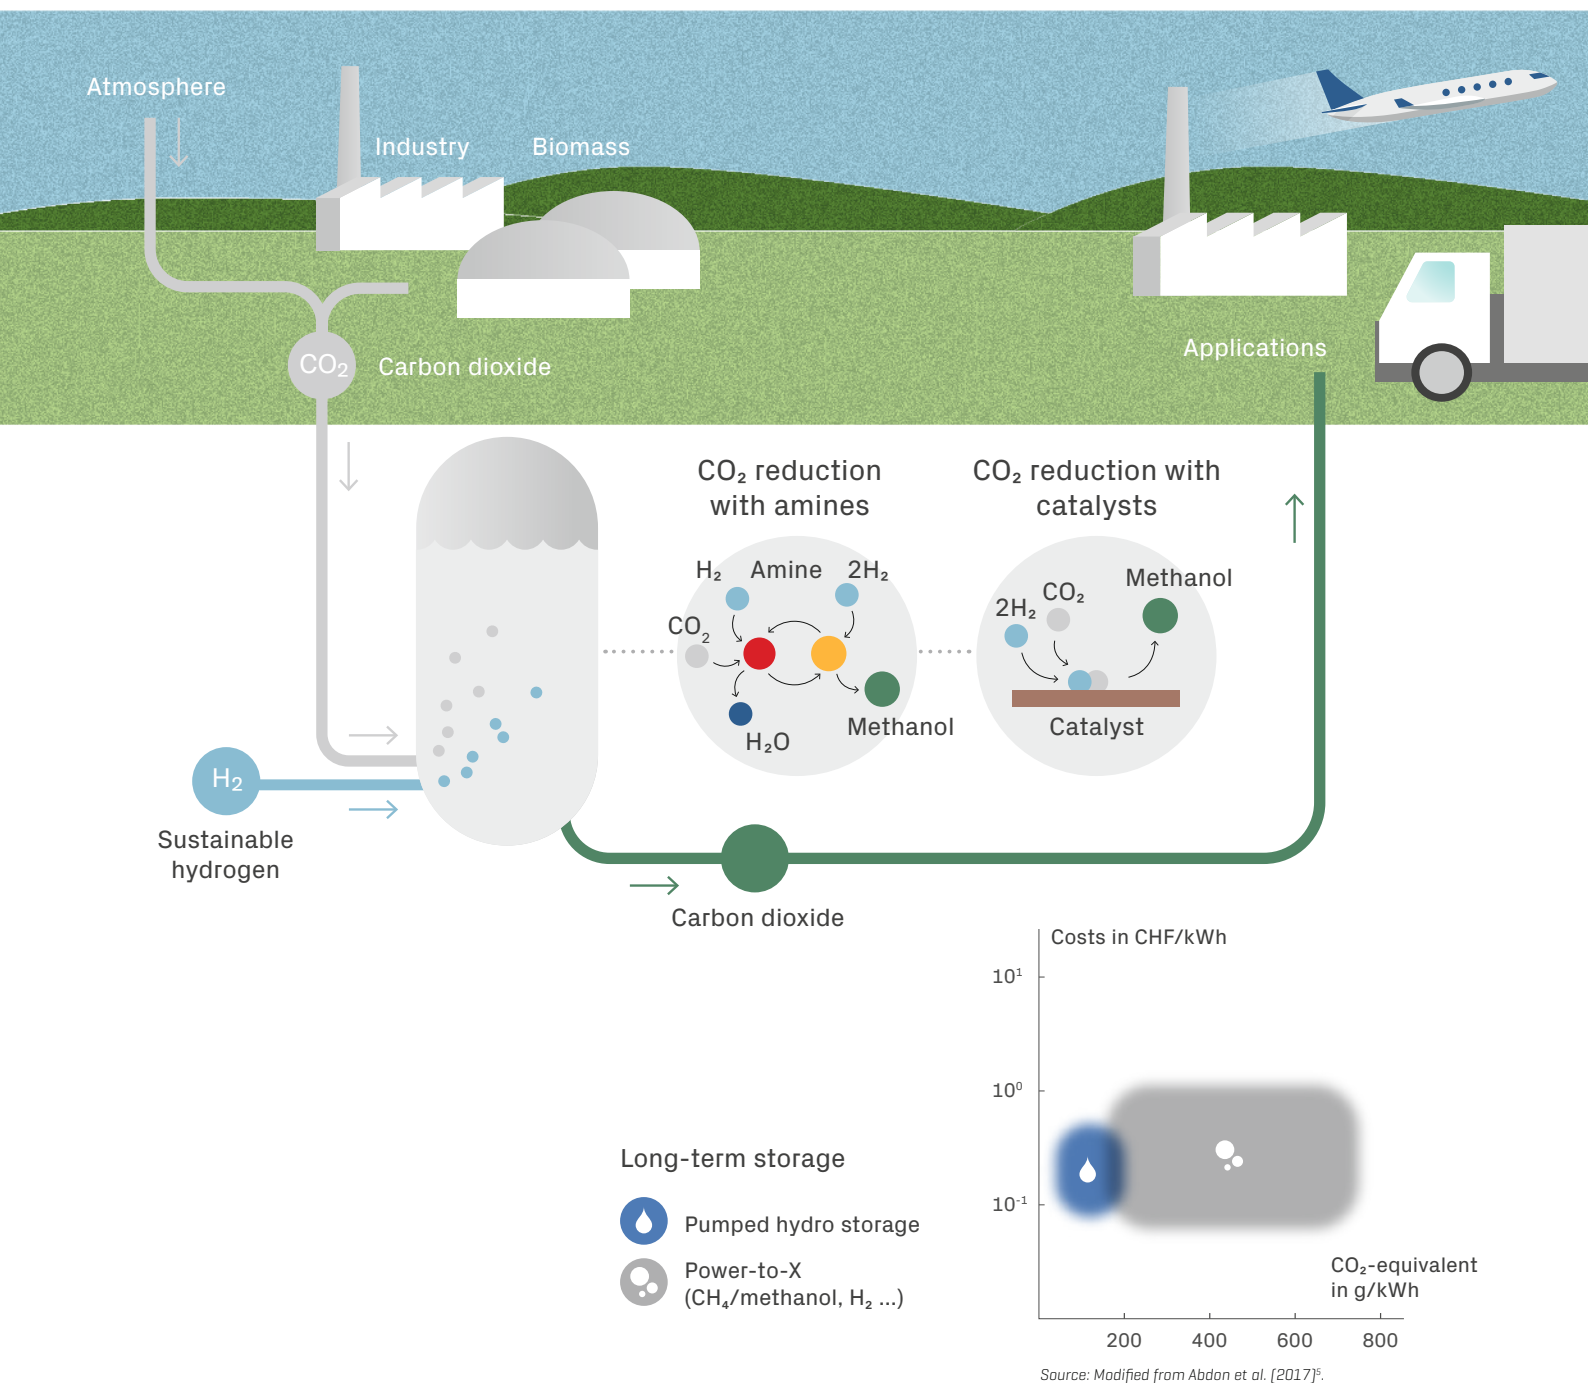 Atmosphere
Industry
Biomass
CO₂
Carbon dioxide
Applications
CO₂ reduction
with amines
CO₂ reduction with
catalysts
H₂
Amine
2H₂
CO₂
H₂O
Methanol
2H₂
CO₂
Methanol
Catalyst
H₂
Sustainable
hydrogen
Carbon dioxide
Costs in CHF/kWh
10¹
10⁰
10⁻¹
CO₂-equivalent
in g/kWh
200 400 600 800
Long-term storage
Pumped hydro storage
Power-to-X
(CH₄/methanol, H₂ ...)
Source: Modified from Abdon et al. (2017)⁵.